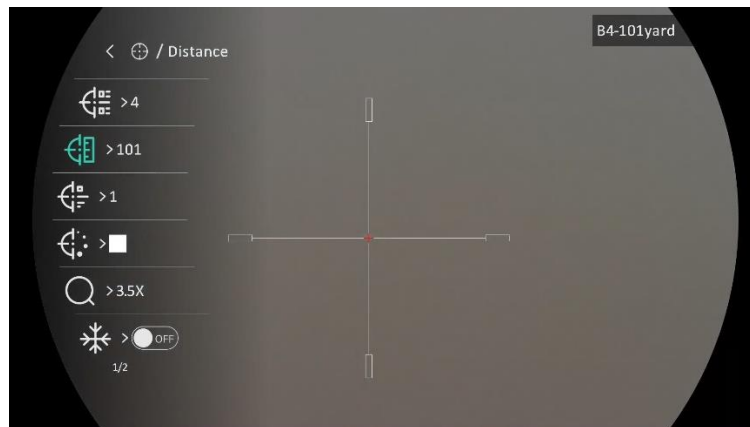 B4-101yard
< / Distance
>4
>101
>1
>
>3.5X
> OFF
1/2